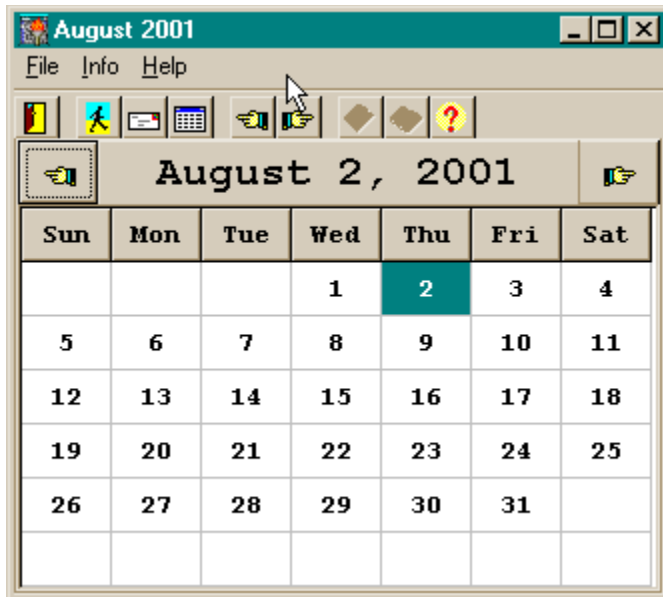 August 2001
File Info Help
?
August 2, 2001
Sun Mon Tue Wed Thu Fri Sat
1 2 3 4
5 6 7 8 9 10 11
12 13 14 15 16 17 18
19 20 21 22 23 24 25
26 27 28 29 30 31